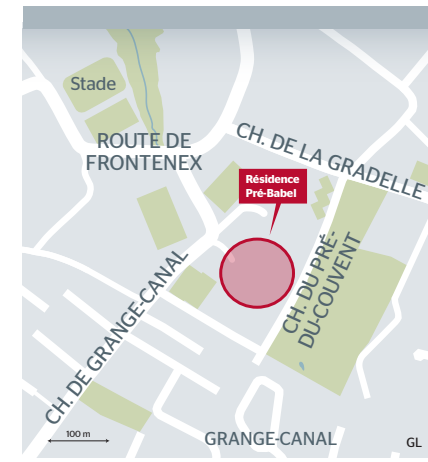 Stade
ROUTE DE
FRONTENEX
CH. DE LA GRADELLE
Résidence
Pré-Babel
CH. DU PRÉ-
DU-COUVENT
CH. DE GRANGE-CANAL
100 m
GRANGE-CANAL
GL